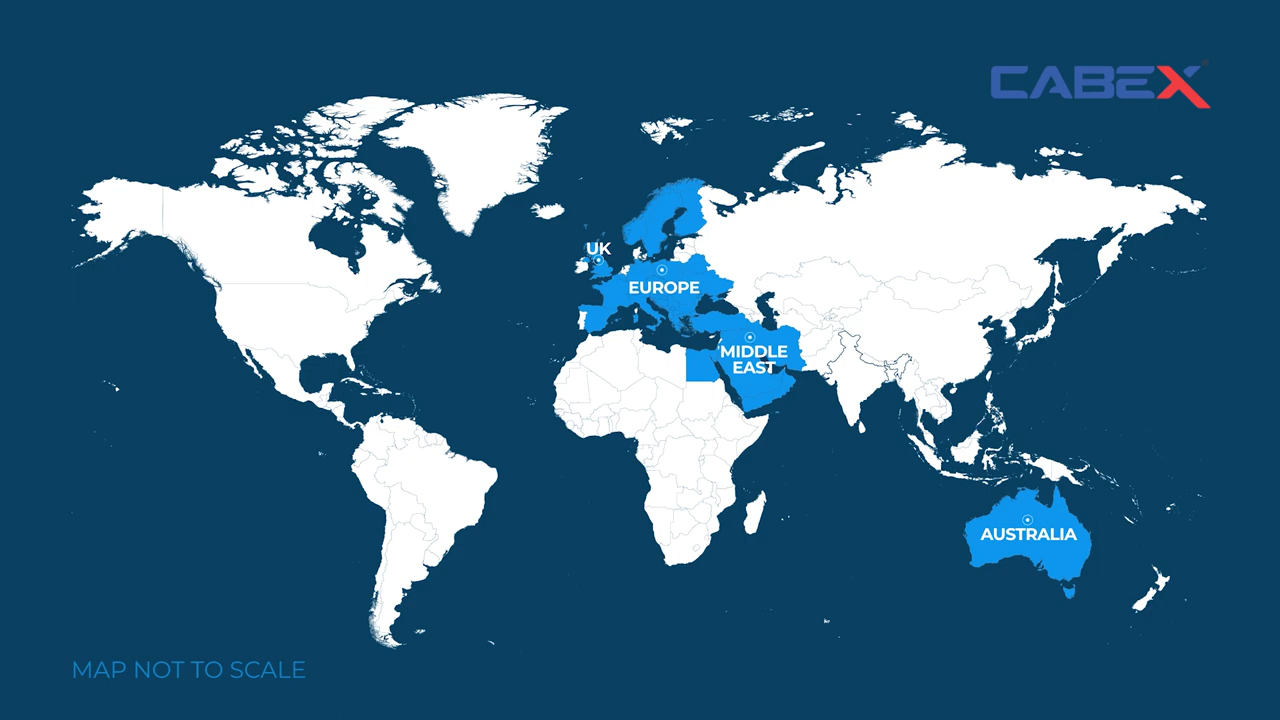 CABEX
UK
EUROPE
MIDDLE
EAST
AUSTRALIA
MAP NOT TO SCALE